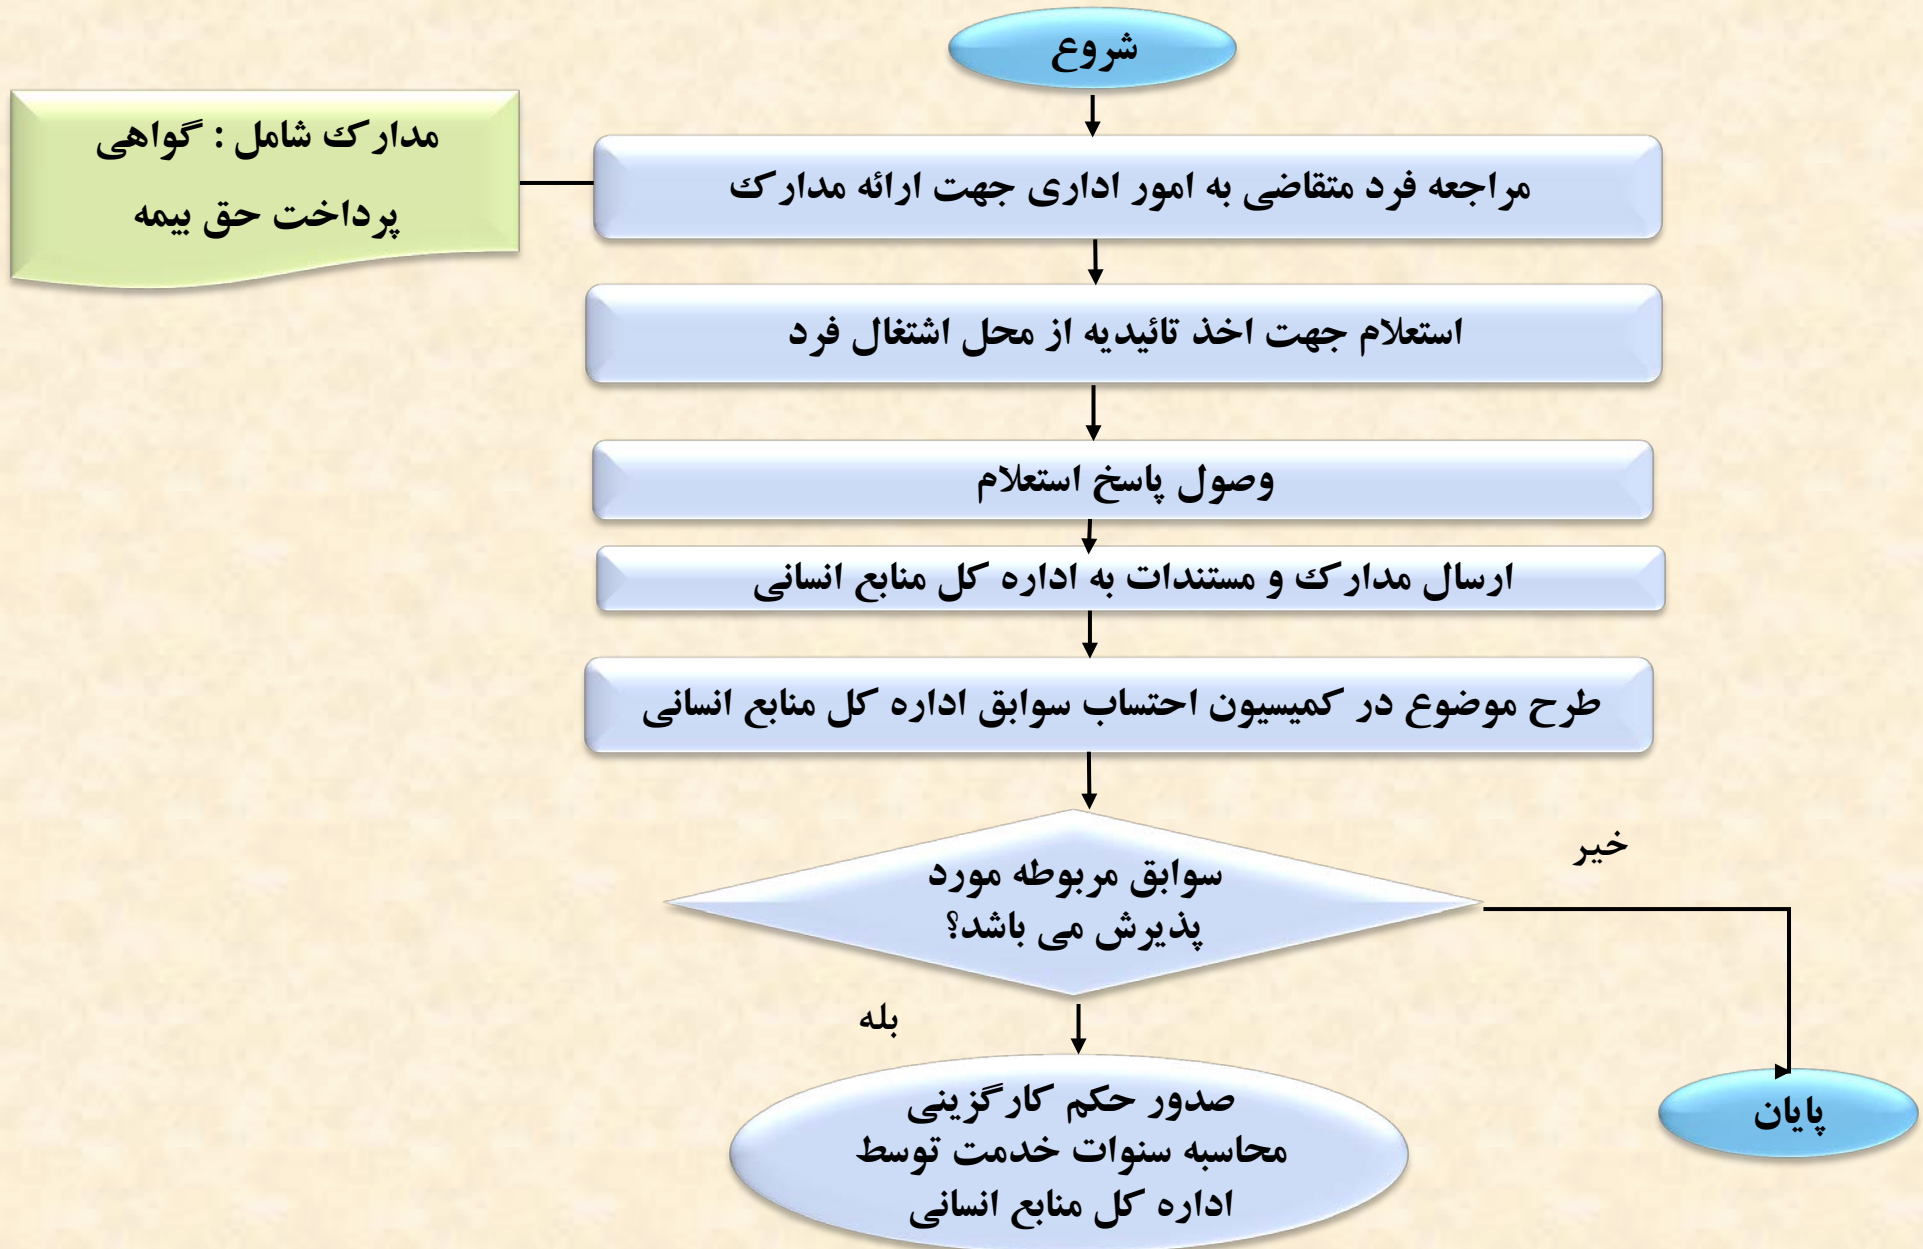 شروع
مدارک شامل : گواهی
پرداخت حق بیمه
مراجعه فرد متقاضی به امور اداری جهت ارائه مدارک
استعلام جهت اخذ تائیدیه از محل اشتغال فرد
وصول پاسخ استعلام
ارسال مدارک و مستندات به اداره کل منابع انسانی
طرح موضوع در کمیسیون احتساب سوابق اداره کل منابع انسانی
سوابق مربوطه مورد
پذیرش می باشد؟
خیر
بله
صدور حکم کارگزینی
محاسبه سنوات خدمت توسط
اداره کل منابع انسانی
پایان